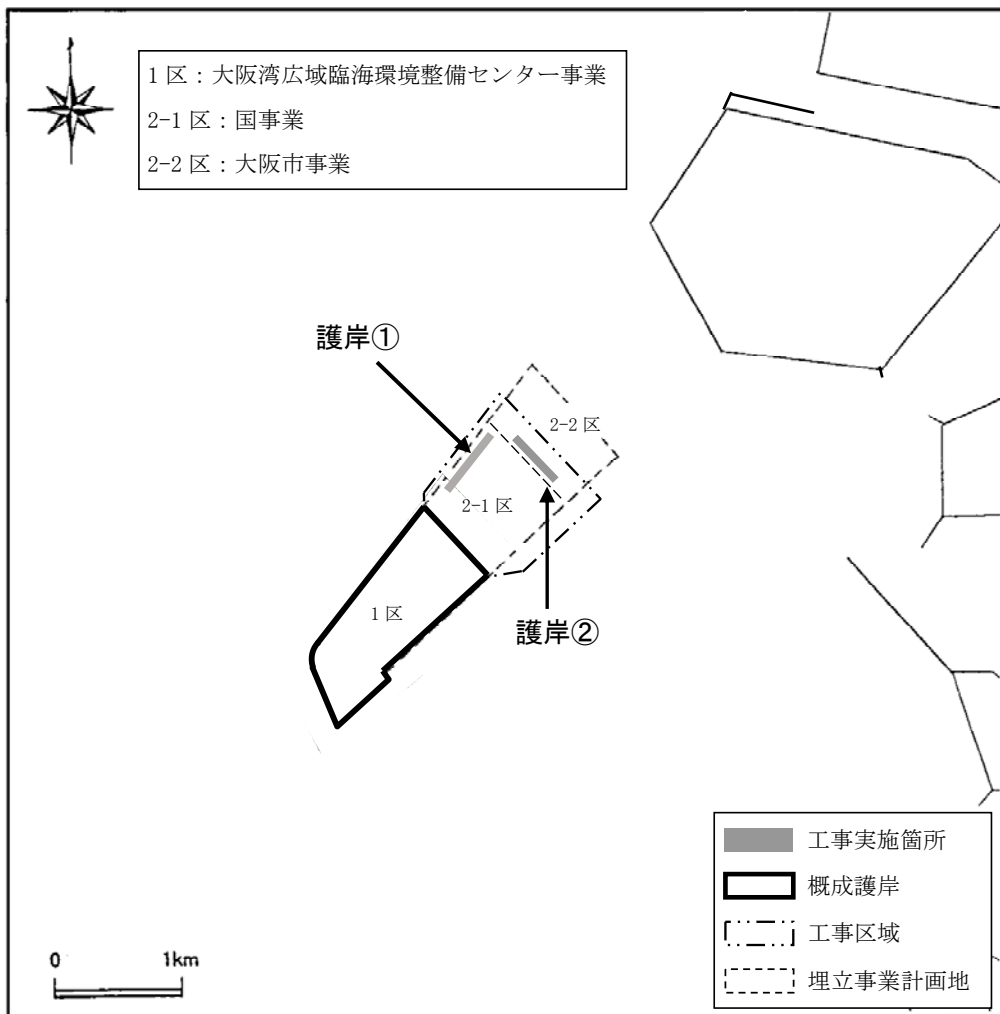 1区：大阪湾広域臨海環境整備センター事業
2-1区：国事業
2-2区：大阪市事業
護岸①
2-2区
2-1区
1区
護岸②
工事実施箇所
概成護岸
工事区域
埋立事業計画地
0 1km